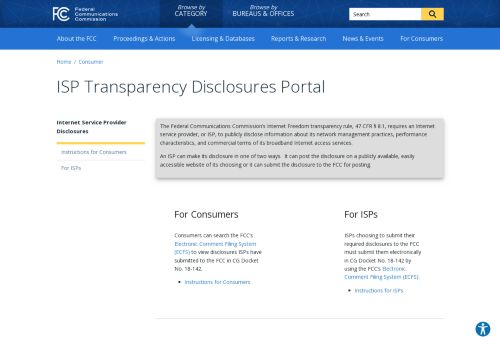 FCC Federal Communications Commission
Browse by CATEGORY
Browse by BUREAUS & OFFICES
Search
About the FCC
Proceedings & Actions
Licensing & Databases
Reports & Research
News & Events
For Consumers
Home / Consumer
ISP Transparency Disclosures Portal
Internet Service Provider
Disclosures
Instructions for Consumers
For ISPs
The Federal Communications Commission's Internet Freedom transparency rule, 47 CFR § 8.1, requires an Internet
service provider, or ISP, to publicly disclose information about its network management practices, performance
characteristics, and commercial terms of its broadband Internet access services.
An ISP can make its disclosure in one of two ways. It can post the disclosure on a publicly available, easily
accessible website of its choosing or it can submit the disclosure to the FCC for posting.
For Consumers
Consumers can search the FCC's
Electronic Comment Filing System
(ECFS) to view disclosures ISPs have
submitted to the FCC in CG Docket
No. 18-142.
Instructions for Consumers
For ISPs
ISPs choosing to submit their
required disclosures to the FCC
must submit them electronically
in CG Docket No. 18-142 by
using the FCC's Electronic
Comment Filing System (ECFS).
Instructions for ISPs